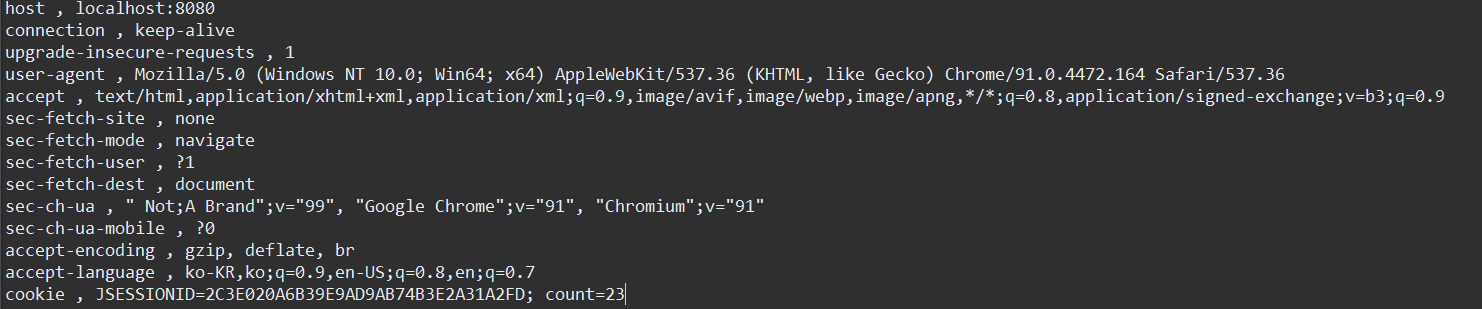 host , localhost:8080
connection , keep-alive
upgrade-insecure-requests , 1
user-agent , Mozilla/5.0 (Windows NT 10.0; Win64; x64) AppleWebKit/537.36 (KHTML, like Gecko) Chrome/91.0.4472.164 Safari/537.36
accept , text/html,application/xhtml+xml,application/xml;q=0.9,image/avif,image/webp,image/apng,*/*;q=0.8,application/signed-exchange;v=b3;q=0.9
sec-fetch-site , none
sec-fetch-mode , navigate
sec-fetch-user , ?1
sec-fetch-dest , document
sec-ch-ua , " Not;A Brand";v="99", "Google Chrome";v="91", "Chromium";v="91"
sec-ch-ua-mobile , ?0
accept-encoding , gzip, deflate, br
accept-language , ko-KR,ko;q=0.9,en-US;q=0.8,en;q=0.7
cookie , JSESSIONID=2C3E020A6B39E9AD9AB74B3E2A31A2FD; count=23